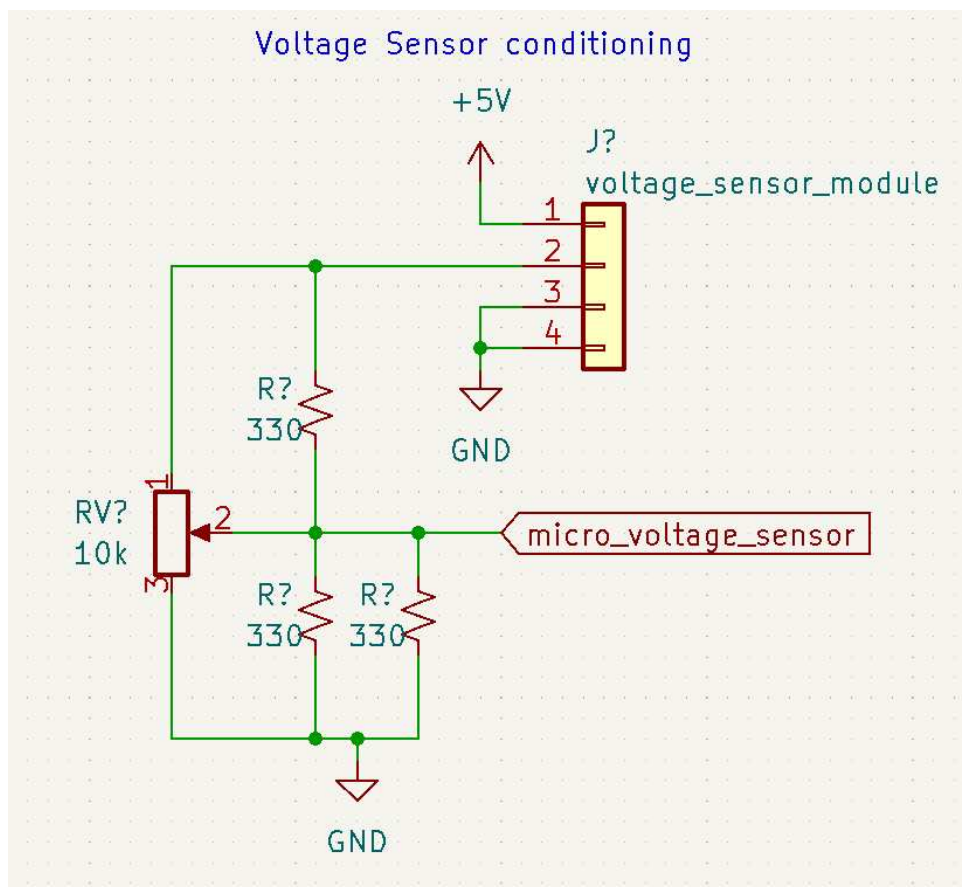 Voltage Sensor conditioning
+5V
J?
voltage_sensor_module
1
2
3
4
GND
R?
330
RV?
10k
1
2
3
micro_voltage_sensor
R?
330
R?
330
GND